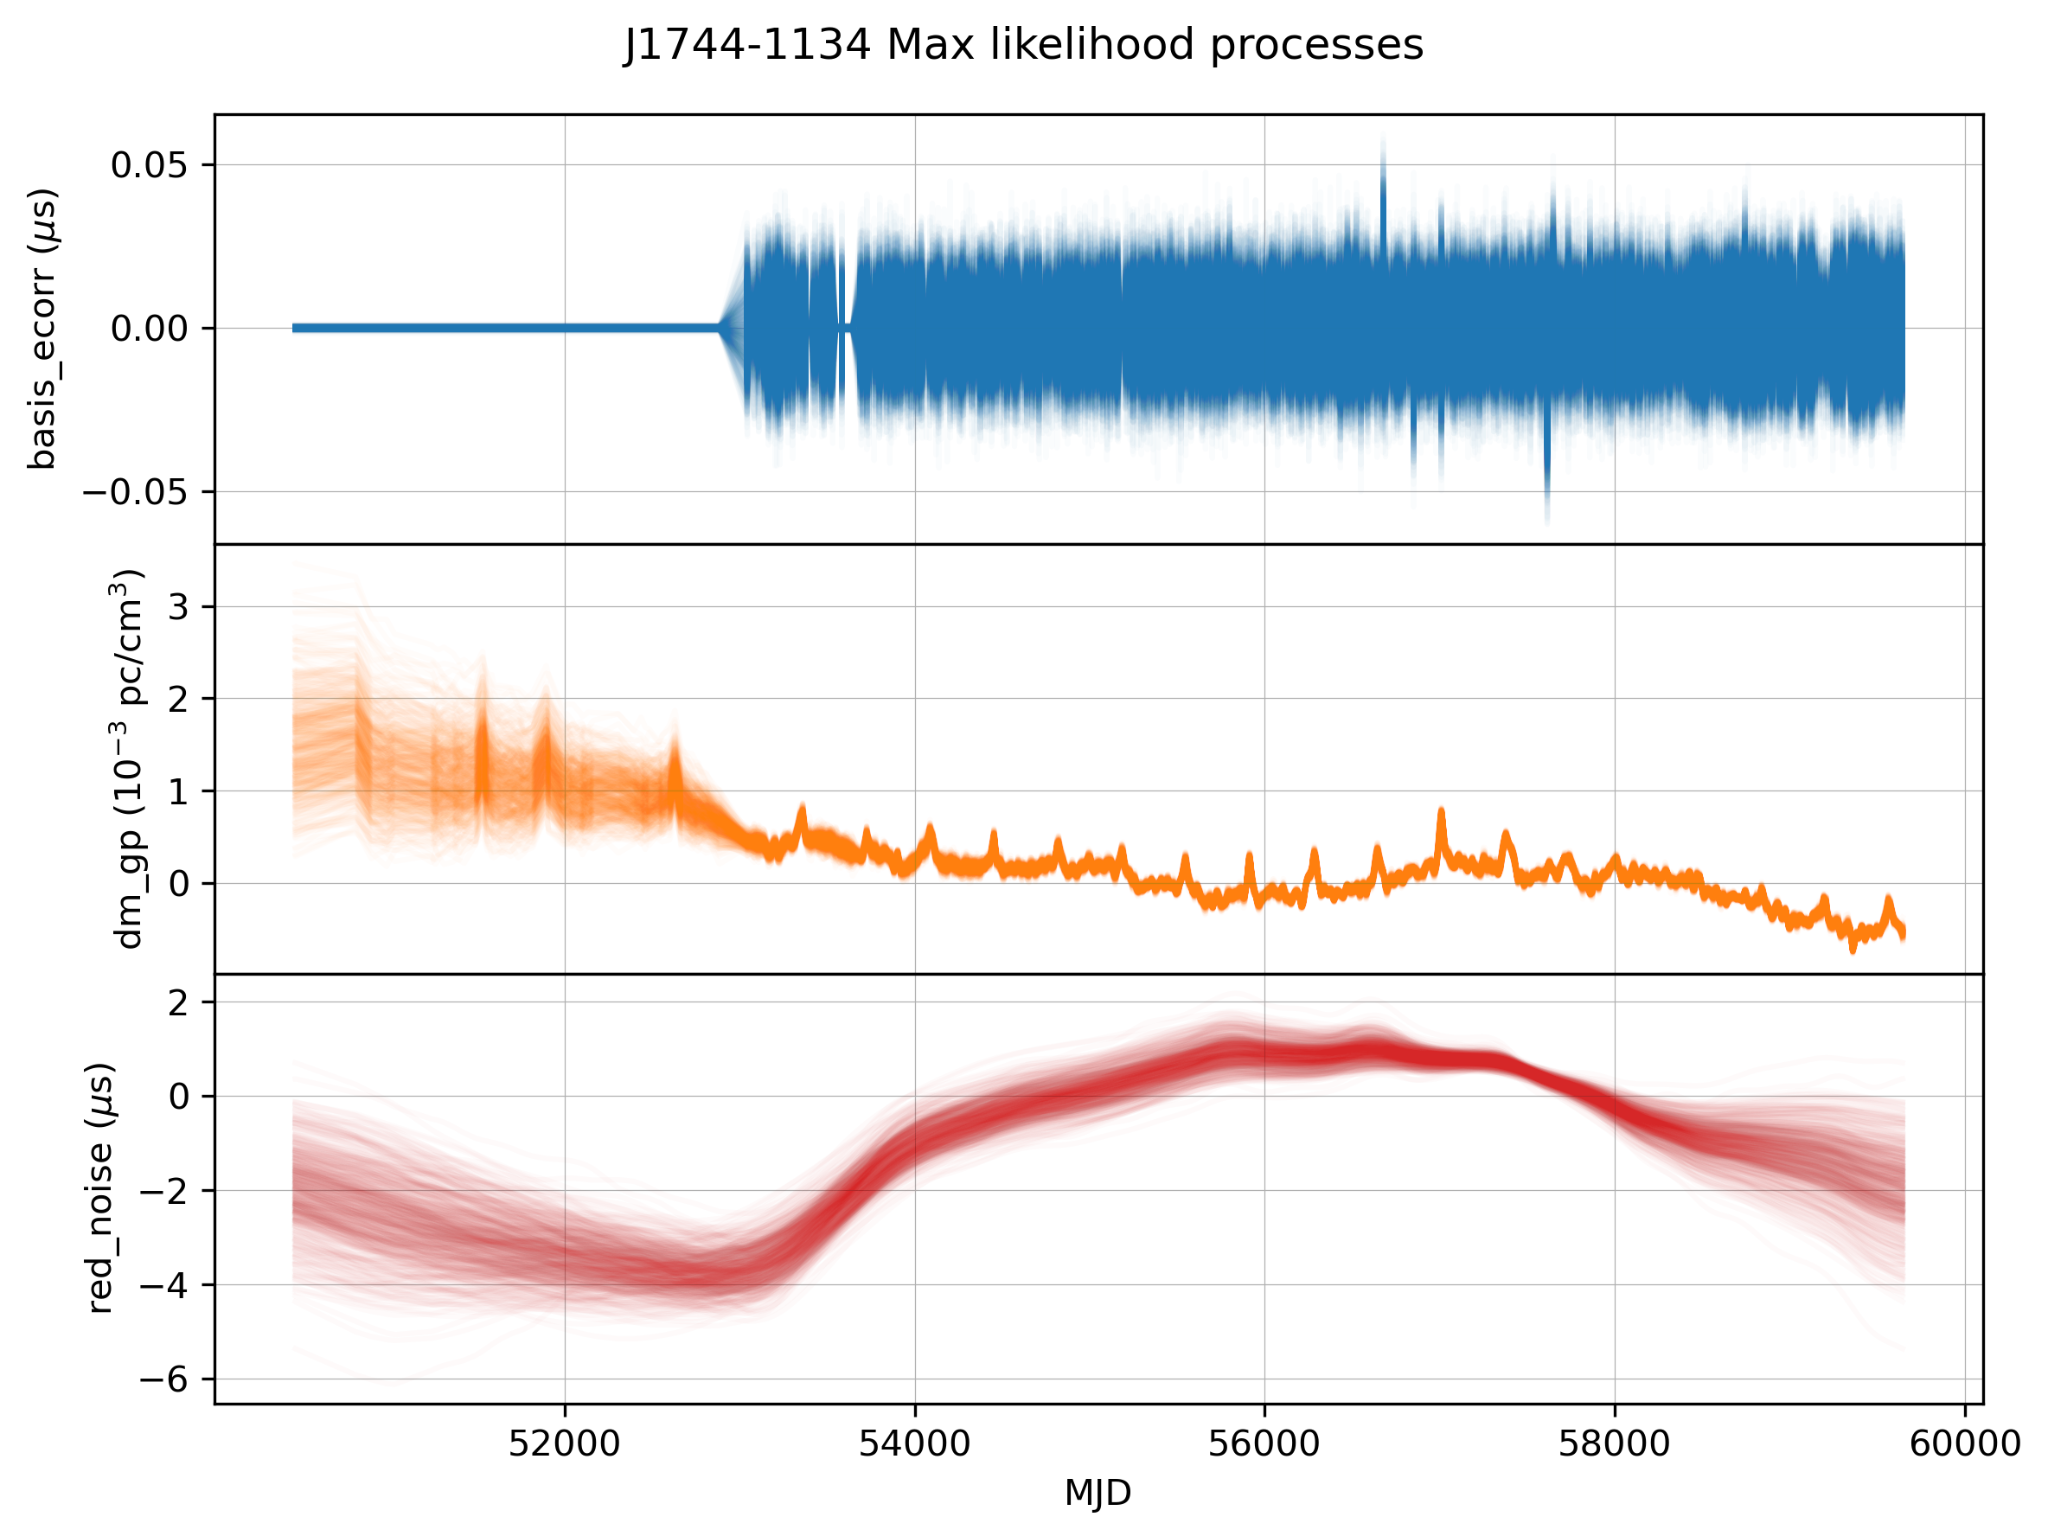 J1744-1134 Max likelihood processes
basis_ecorr (μs)
0.05
0.00
−0.05
dm_gp (10⁻³ pc/cm³)
3
2
1
0
red_noise (μs)
2
0
−2
−4
−6
52000 54000 56000 58000 60000
MJD